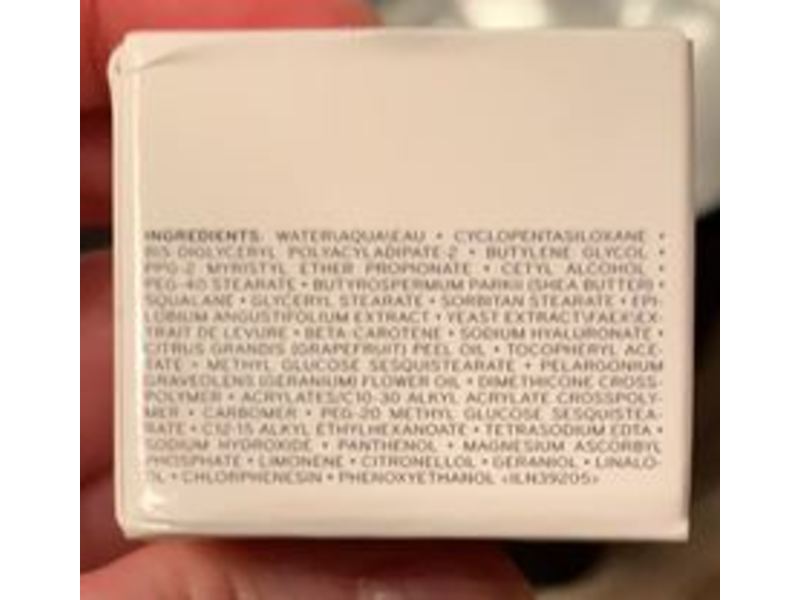 INGREDIENTS: WATER\AQUA\EAU • CYCLOPENTASILOXANE •
BIS-DIGLYCERYL POLYACYLADIPATE-2 • BUTYLENE GLYCOL •
PPG-2 MYRISTYL ETHER PROPIONATE • CETYL ALCOHOL •
PEG-40 STEARATE • BUTYROSPERMUM PARKII (SHEA BUTTER) •
SQUALANE • GLYCERYL STEARATE • SORBITAN STEARATE • EPI-
LOBIUM ANGUSTIFOLIUM EXTRACT • YEAST EXTRACT\FAEX\EX-
TRAIT DE LEVURE • BETA-CAROTENE • SODIUM HYALURONATE •
CITRUS GRANDIS (GRAPEFRUIT) PEEL OIL • TOCOPHERYL ACE-
TATE • METHYL GLUCOSE SESQUISTEARATE • PELARGONIUM
GRAVEOLENS (GERANIUM) FLOWER OIL • DIMETHICONE CROSS-
POLYMER • ACRYLATES/C10-30 ALKYL ACRYLATE CROSSPOLY-
MER • CARBOMER • PEG-20 METHYL GLUCOSE SESQUISTEA-
RATE • C12-15 ALKYL ETHYLHEXANOATE • TETRASODIUM EDTA •
SODIUM HYDROXIDE • PANTHENOL • MAGNESIUM ASCORBYL
PHOSPHATE • LIMONENE • CITRONELLOL • GERANIOL • LINALO-
OL • CHLORPHENESIN • PHENOXYETHANOL <ILN39205>